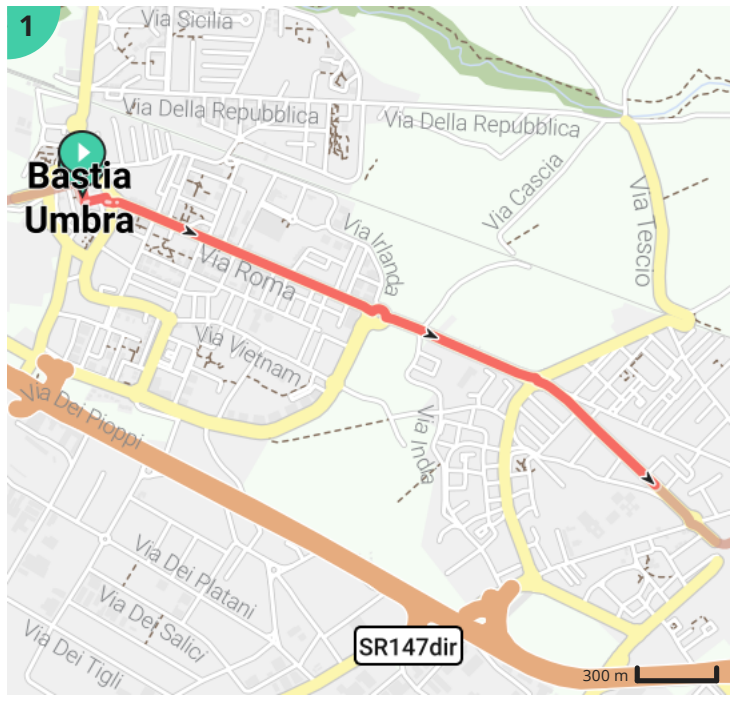 1
Via Sicilia
Via Della Repubblica
Via Della Repubblica
Bastia
Umbra
Via Cascia
Via Tescio
Via Irlanda
Via Roma
Via Vietnam
Via Dei Pioppi
Via India
Via Dei Platani
Via Dei Salici
Via Dei Tigli
SR147dir
300 m